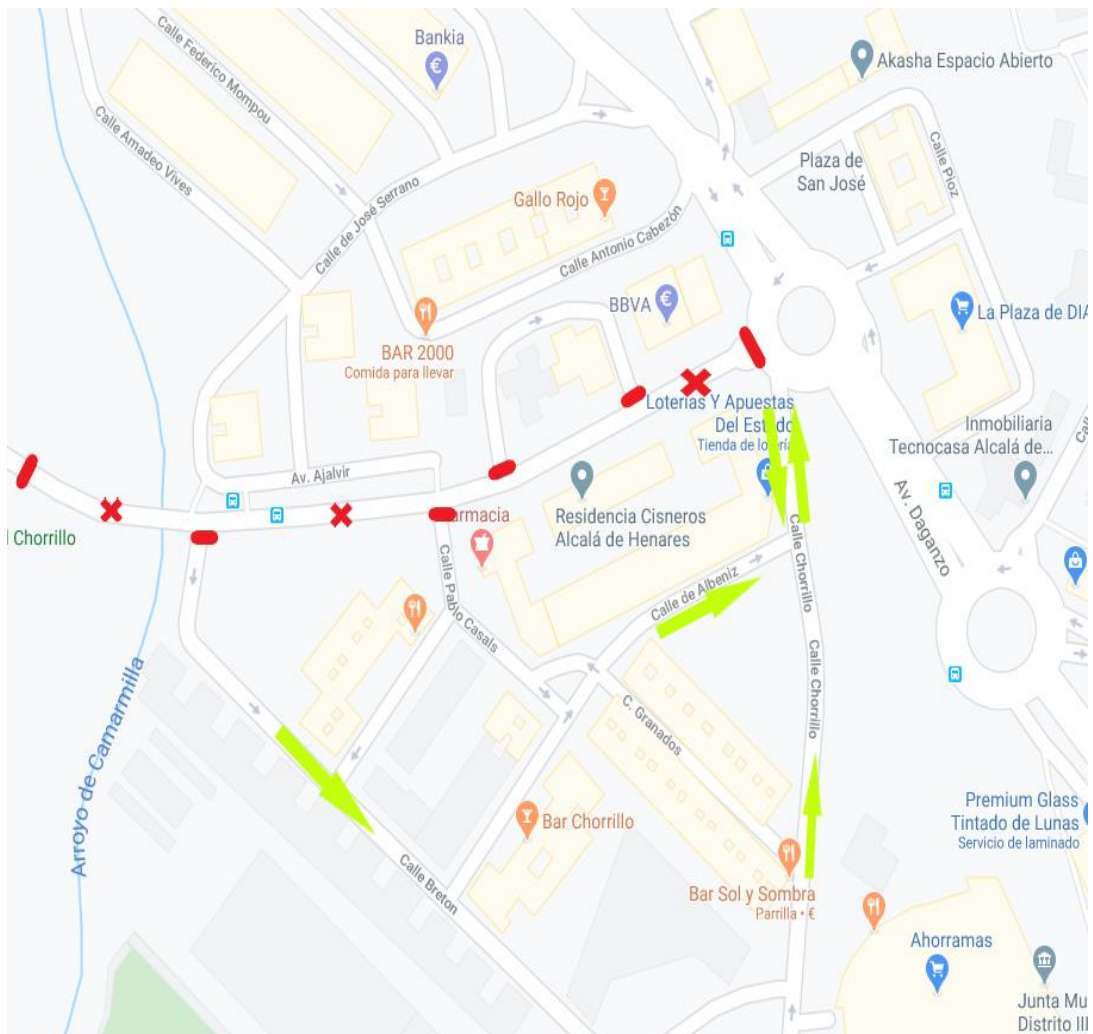 Bankia
Calle Federico Mompou
Akasha Espacio Abierto
Calle Amadeo Vives
Plaza de
San José
Calle Pioz
Calle de José Serrano
Gallo Rojo
Calle Antonio Cabezón
BBVA
La Plaza de DIA
BAR 2000
Comida para llevar
Loterías Y Apuestas
Del Estado
Tienda de lotería
Inmobiliaria
Tecnocasa Alcalá de...
Av. Ajalvir
Av. Daganzo
armacia
Residencia Cisneros
Alcalá de Henares
l Chorrillo
Calle Chorrillo
Calle Pablo Casals
Calle de Albeniz
Calle Chorrillo
Arroyo de Camarmilla
C. Granados
Premium Glass
Tintado de Lunas
Servicio de laminado
Bar Chorrillo
Calle Breton
Bar Sol y Sombra
Parrilla • €
Ahorramas
Junta Mu
Distrito III